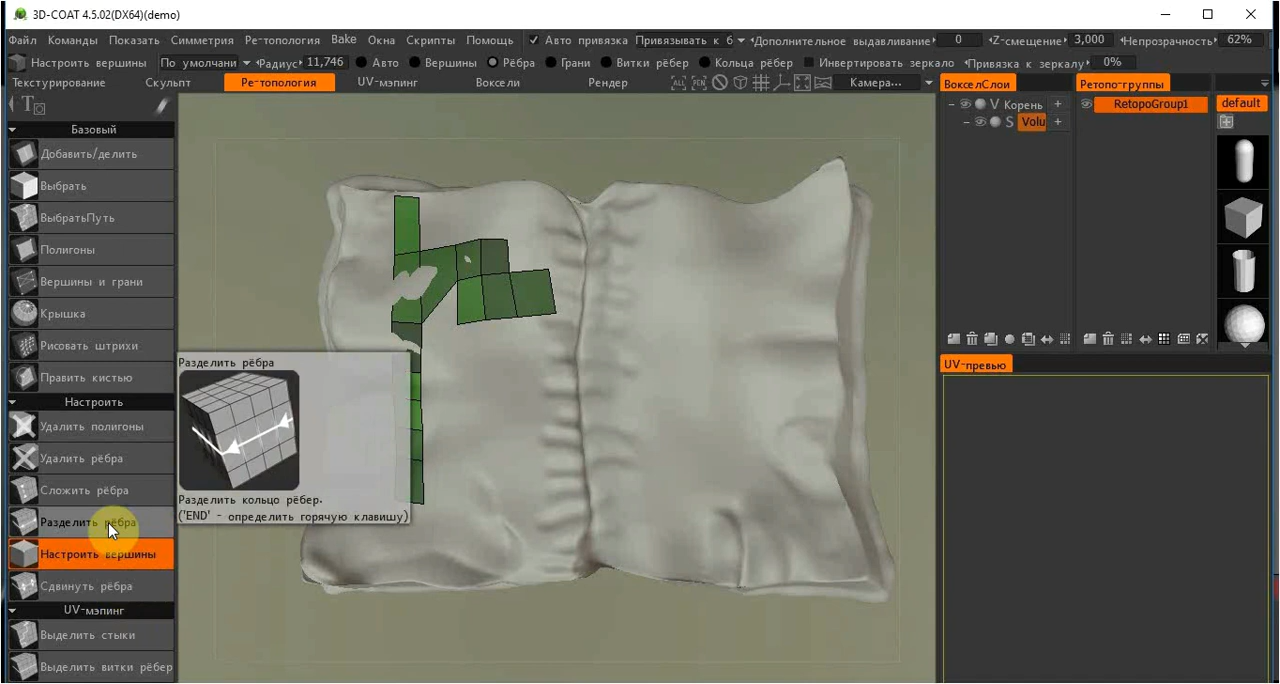 3D-COAT 4.5.02(DX64)(demo)
Файл Команды Показать Симметрия Ре-топология Bake Окна Скрипты Помощь Авто привязка Привязывать к б Дополнительное выдавливание 0 Z-смещение 3,000 Непрозрачность 62%
Настроить вершины По умолчани Радиус 11,746 Авто Вершины Рёбра Грани Витки рёбер Кольца рёбер Инвертировать зеркало Привязка к зеркалу 0%
Текстурирование Скульпт Ре-топология UV-мэпинг Воксели Рендер ALL PEN Камера... ВокселСлои Ретопо-группы
V Корень + RetopoGroup1 default
S Volu +
Базовый
Добавить/делить
Выбрать
ВыбратьПуть
Полигоны
Вершины и грани
Крышка
Рисовать штрихи
Править кистью
Настроить
Удалить полигоны
Удалить рёбра
Сложить рёбра
Разделить рёбра
Настроить вершины
Сдвинуть рёбра
UV-мэпинг
Выделить стыки
Выделить витки рёбер
Разделить рёбра
Разделить кольцо рёбер.
('END' - определить горячую клавишу)
UV-превью